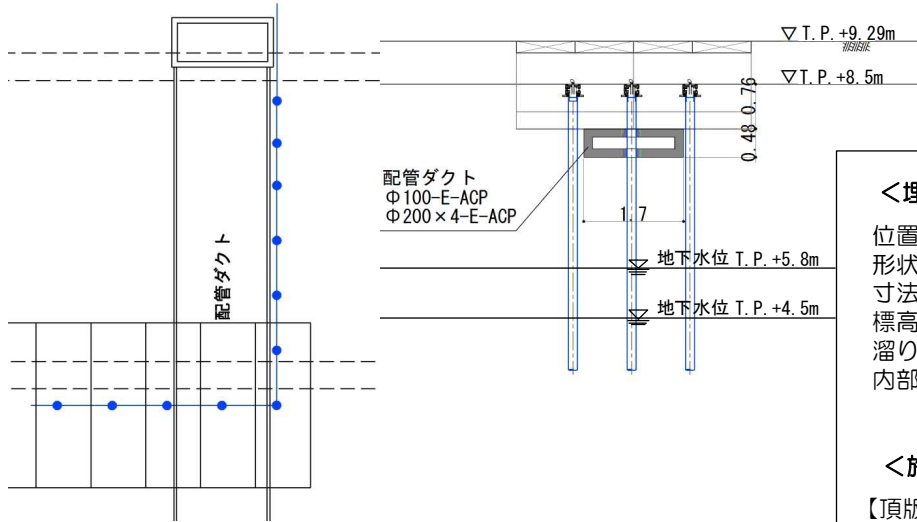 配管ダクト
▽ T.P.+9.29m
▽T.P.+8.5m
0.76
0.48
配管ダクト
Φ100-E-ACP
Φ200×4-E-ACP
1.7
地下水位 T.P.+5.8m
地下水位 T.P.+4.5m
<埋
位置
形状
寸法
標高
溜り
内部
<施
【頂版